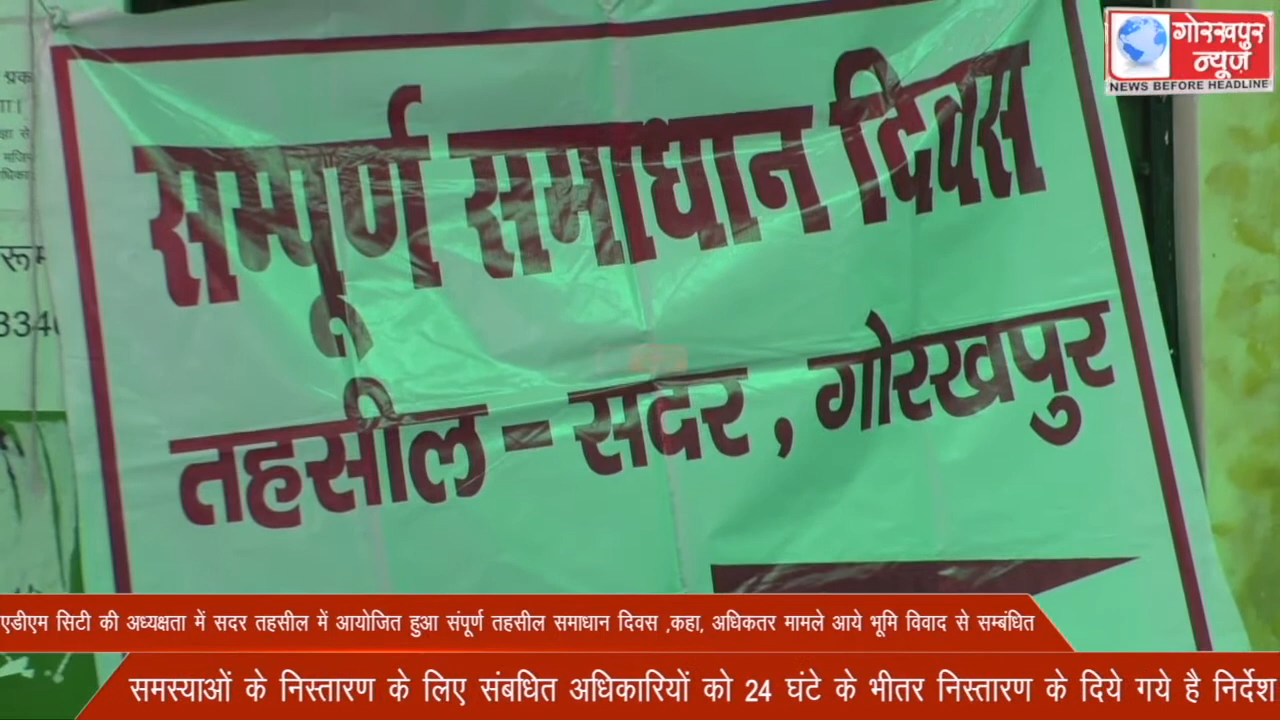 गोरखपुर
न्यूज़
NEWS BEFORE HEADLINE
सम्पूर्ण समाधान दिवस
तहसील - सदर , गोरखपुर
एडीएम सिटी की अध्यक्षता में सदर तहसील में आयोजित हुआ संपूर्ण तहसील समाधान दिवस ,कहा, अधिकतर मामले आये भूमि विवाद से सम्बंधित
समस्याओं के निस्तारण के लिए संबधित अधिकारियों को 24 घंटे के भीतर निस्तारण के दिये गये है निर्देश